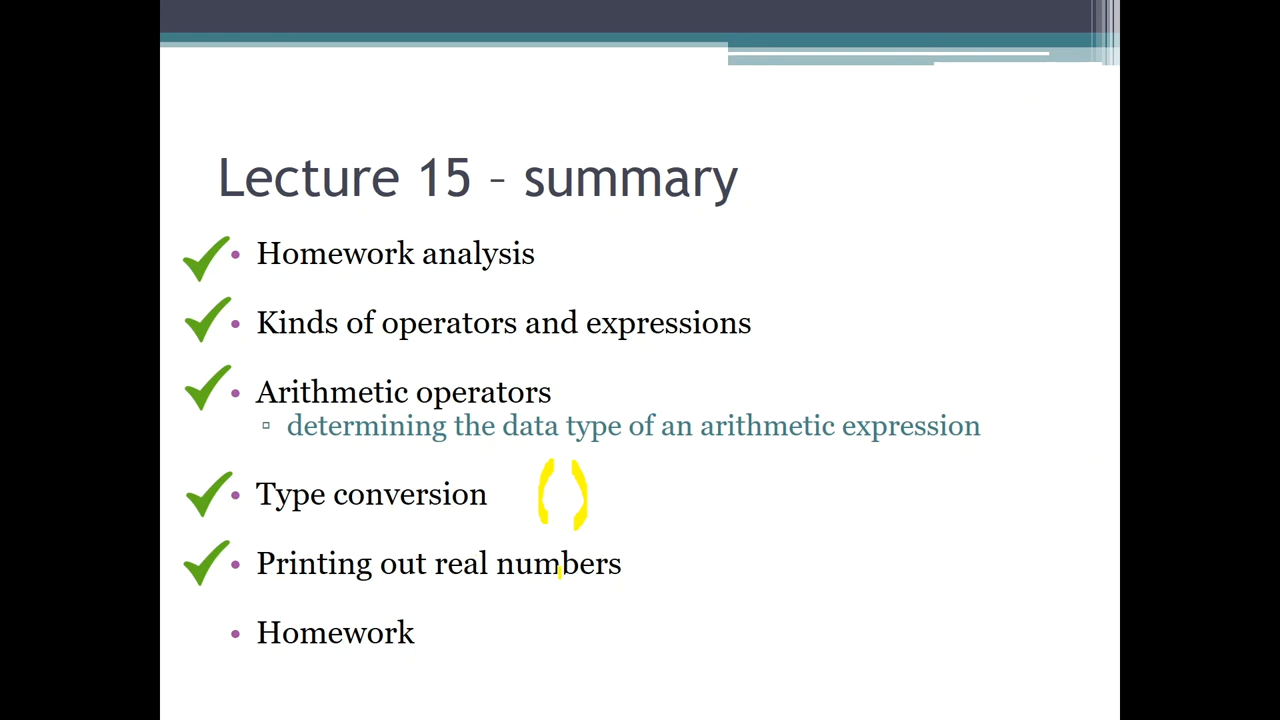 Lecture 15 – summary
• Homework analysis
• Kinds of operators and expressions
• Arithmetic operators
▫ determining the data type of an arithmetic expression
• Type conversion ( )
• Printing out real numbers
• Homework